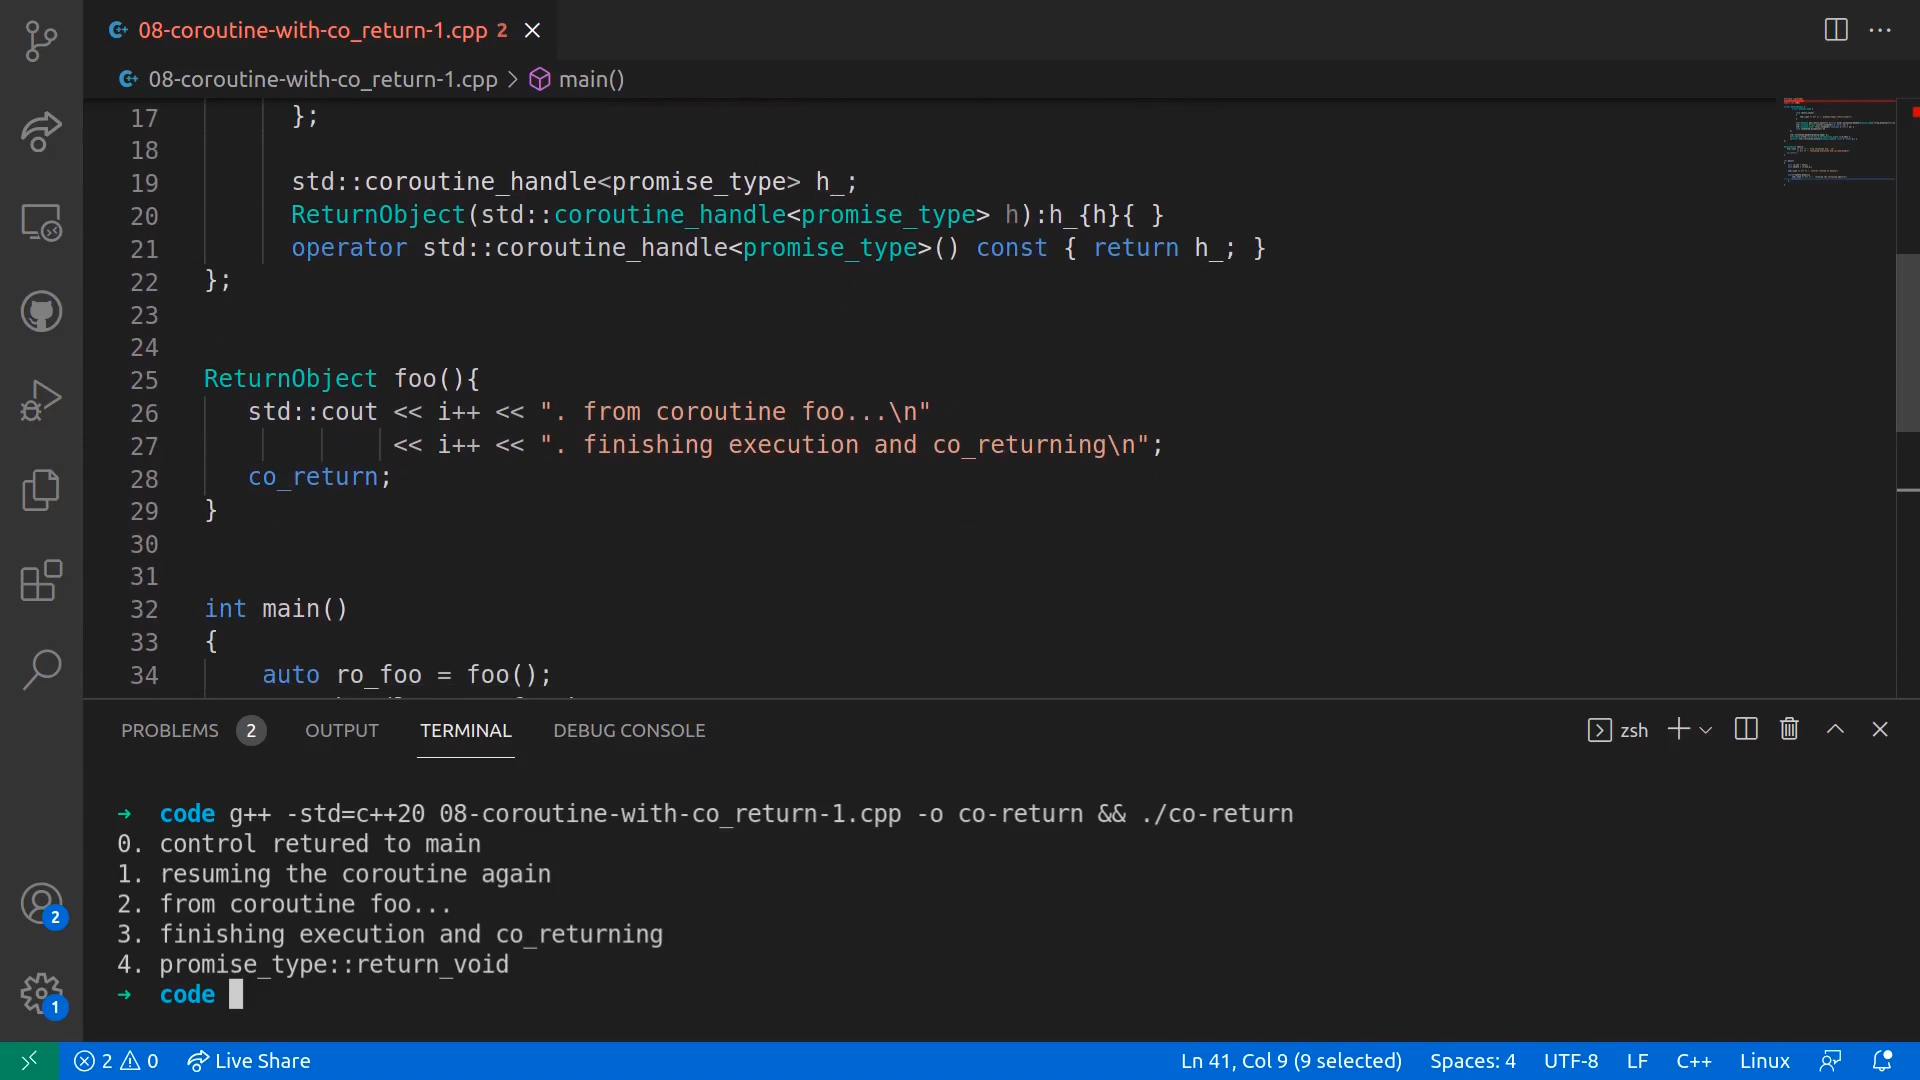 08-coroutine-with-co_return-1.cpp 2
08-coroutine-with-co_return-1.cpp > main()
17 };
18
19 std::coroutine_handle<promise_type> h_;
20 ReturnObject(std::coroutine_handle<promise_type> h):h_{h}{ }
21 operator std::coroutine_handle<promise_type>() const { return h_; }
22 };
23
24
25 ReturnObject foo(){
26 std::cout << i++ << ". from coroutine foo...\n"
27 << i++ << ". finishing execution and co_returning\n";
28 co_return;
29 }
30
31
32 int main()
33 {
34 auto ro_foo = foo();
PROBLEMS 2 OUTPUT TERMINAL DEBUG CONSOLE zsh
→ code g++ -std=c++20 08-coroutine-with-co_return-1.cpp -o co-return && ./co-return
0. control retured to main
1. resuming the coroutine again
2. from coroutine foo...
3. finishing execution and co_returning
4. promise_type::return_void
→ code
2
1
2 0 Live Share Ln 41, Col 9 (9 selected) Spaces: 4 UTF-8 LF C++ Linux